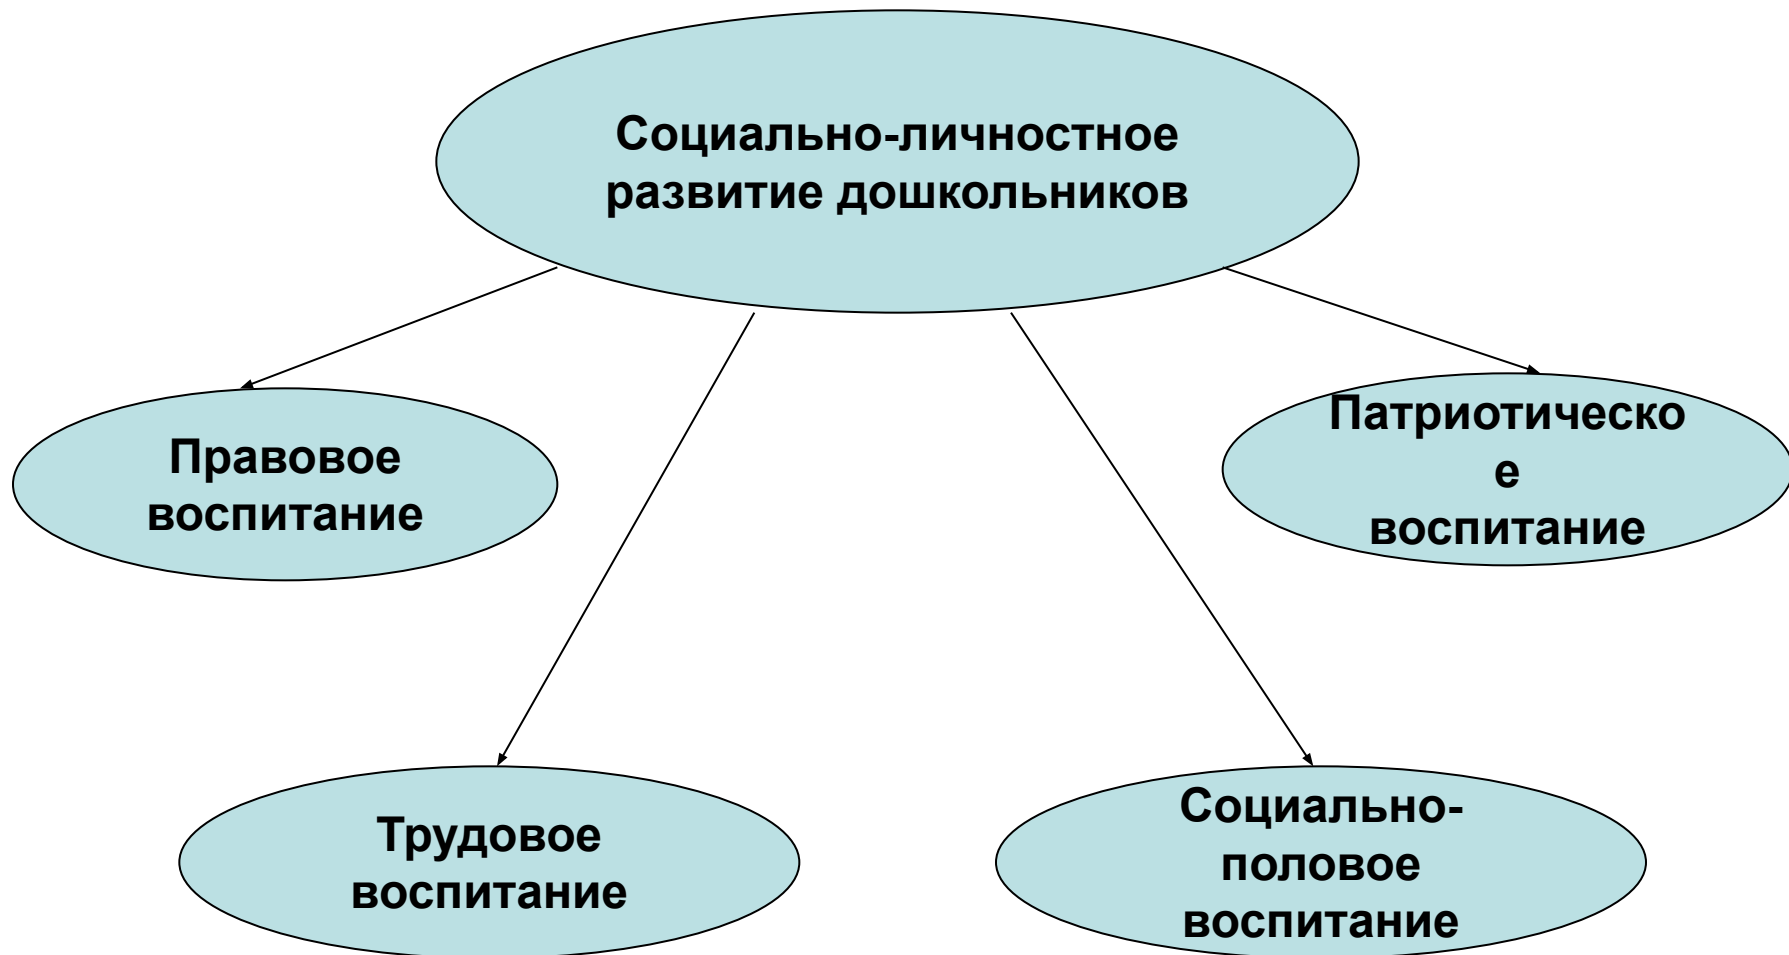 Социально-личностное
развитие дошкольников
Правовое
воспитание
Патриотическо
е
воспитание
Трудовое
воспитание
Социально-
половое
воспитание